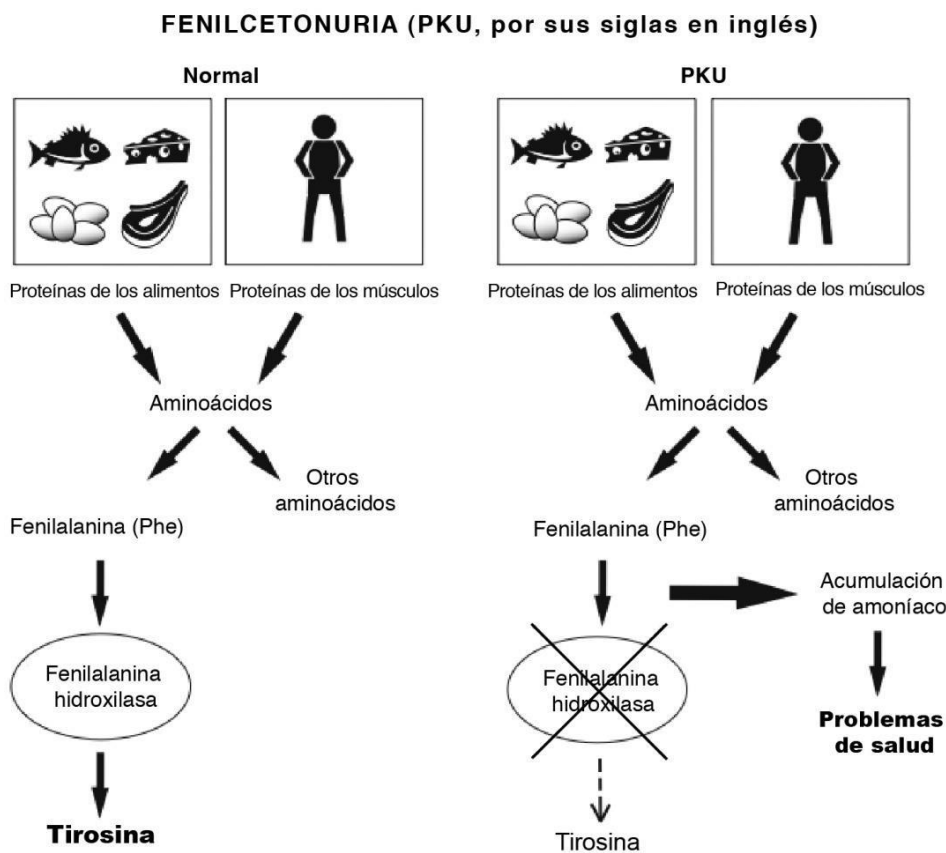 FENILCETONURIA (PKU, por sus siglas en inglés)
Normal
Proteínas de los alimentos
Proteínas de los músculos
Aminoácidos
Otros
aminoácidos
Fenilalanina (Phe)
Fenilalanina
hidroxilasa
Tirosina
PKU
Proteínas de los alimentos
Proteínas de los músculos
Aminoácidos
Otros
aminoácidos
Fenilalanina (Phe)
Acumulación
de amoníaco
Fenilalanina
hidroxilasa
Problemas
de salud
Tirosina